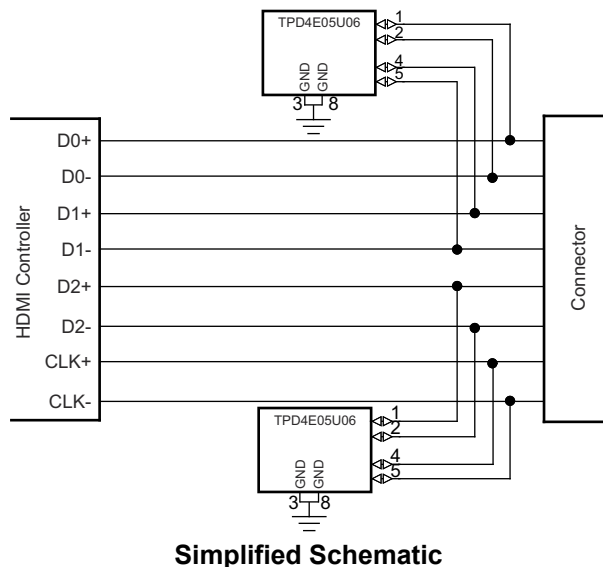 TPD4E05U06
1
2
4
5
GND
GND
3 8
HDMI Controller
D0+
D0-
D1+
D1-
D2+
D2-
CLK+
CLK-
Connector
TPD4E05U06
1
2
4
5
GND
GND
3 8
Simplified Schematic